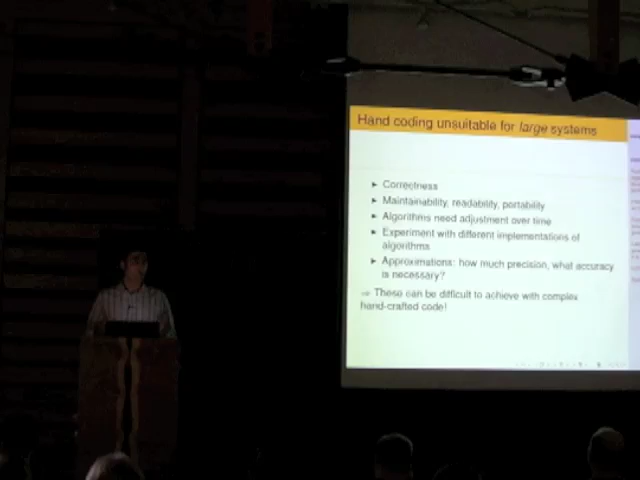 Hand coding unsuitable for large systems
► Correctness
► Maintainability, readability, portability
► Algorithms need adjustment over time
► Experiment with different implementations of
algorithms
► Approximations: how much precision, what accuracy
is necessary?
⇒ These can be difficult to achieve with complex
hand-crafted code!